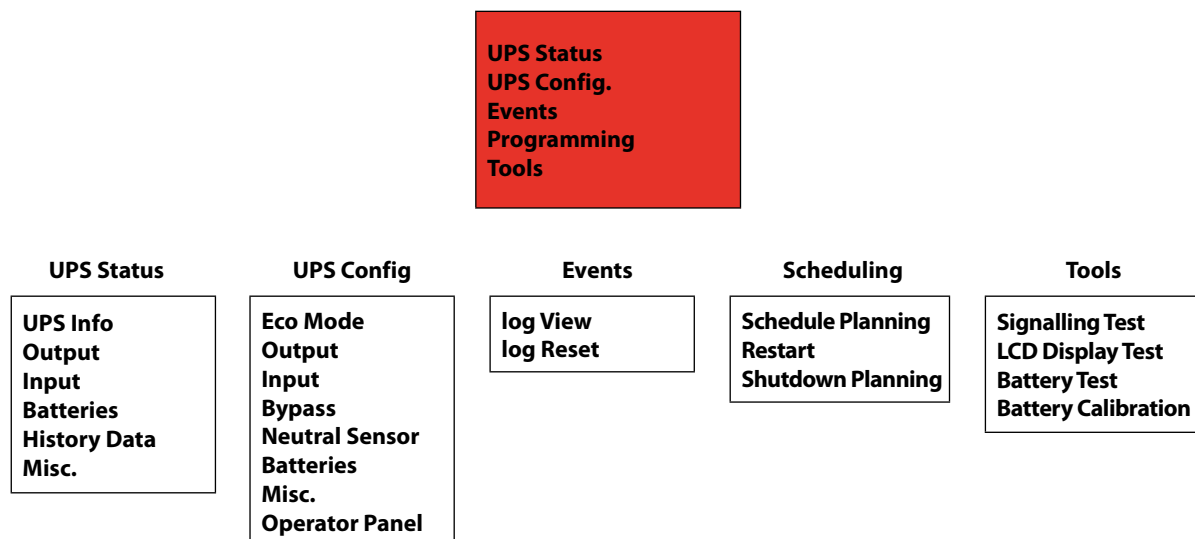 UPS Status
UPS Config.
Events
Programming
Tools
UPS Status
UPS Info
Output
Input
Batteries
History Data
Misc.
UPS Config
Eco Mode
Output
Input
Bypass
Neutral Sensor
Batteries
Misc.
Operator Panel
Events
log View
log Reset
Scheduling
Schedule Planning
Restart
Shutdown Planning
Tools
Signalling Test
LCD Display Test
Battery Test
Battery Calibration